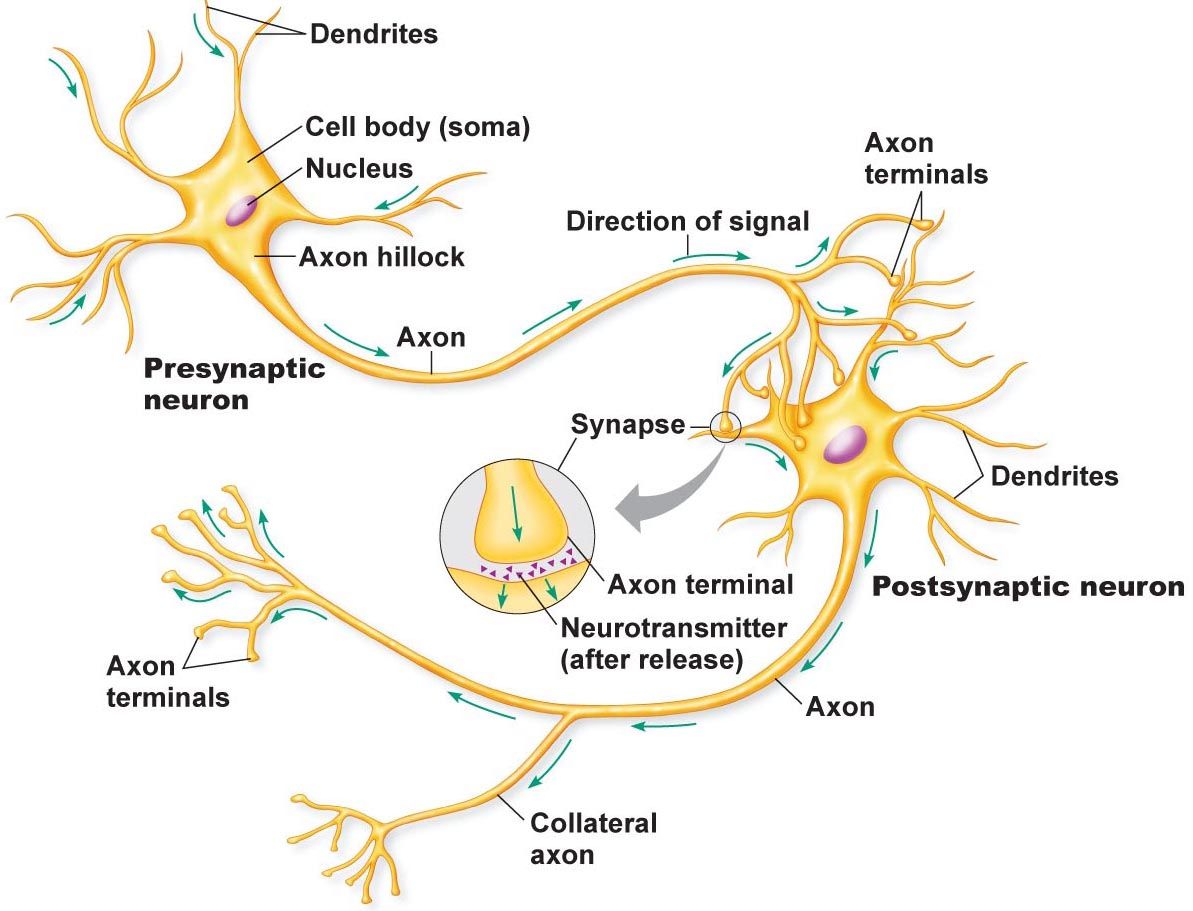 Dendrites
Cell body (soma)
Nucleus
Axon hillock
Axon
terminals
Direction of signal
Axon
Presynaptic
neuron
Synapse
Dendrites
Axon terminal
Postsynaptic neuron
Neurotransmitter
(after release)
Axon
terminals
Axon
Collateral
axon